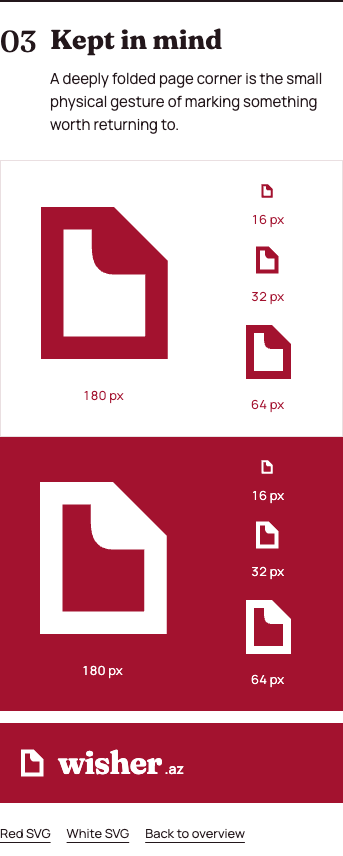 03 Kept in mind
A deeply folded page corner is the small
physical gesture of marking something
worth returning to.
16 px
32 px
180 px
64 px
16 px
32 px
180 px
64 px
wisher.az
Red SVG White SVG Back to overview